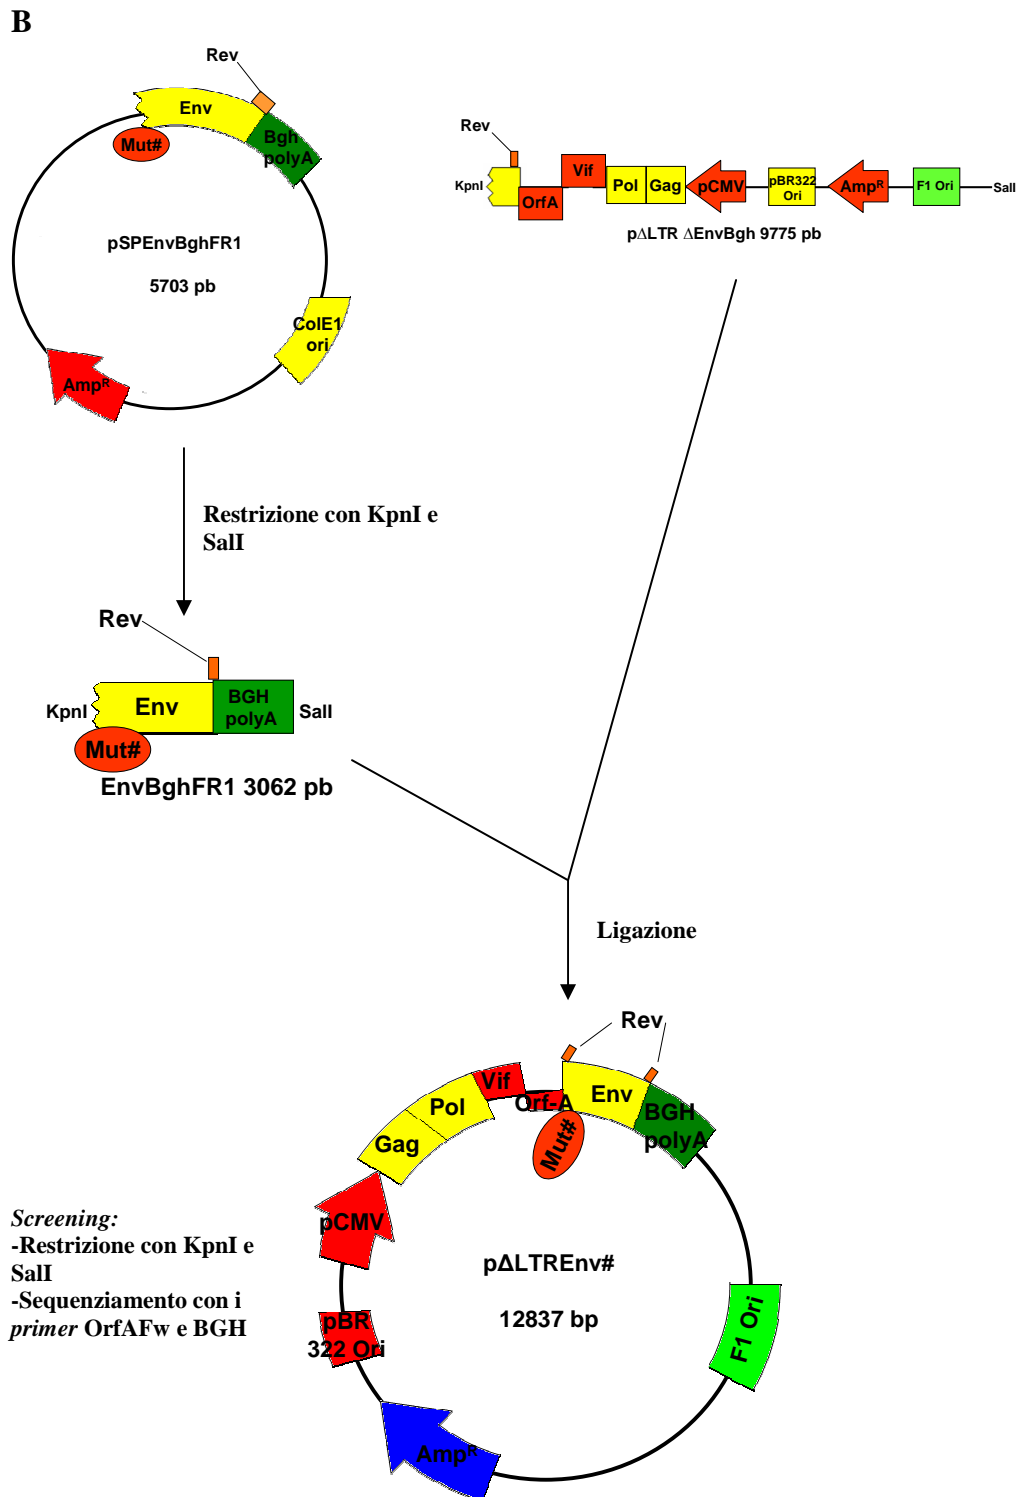 B
Rev
Env
Mut#
Bgh
polyA
pSPEnvBghFR1
5703 pb
ColE1
ori
Ampᴿ
Rev
KpnI
OrfA
Vif
Pol
Gag
pCMV
pBR322
Ori
Ampᴿ
F1 Ori
SalI
p∆LTR ∆EnvBgh 9775 pb
Restrizione con KpnI e
SalI
Rev
KpnI
Env
BGH
polyA
SalI
Mut#
EnvBghFR1 3062 pb
Ligazione
Rev
Vif
Orf-A
Env
Pol
BGH
polyA
Gag
Mut#
pCMV
p∆LTREnv#
12837 bp
pBR
322 Ori
F1 Ori
Ampᴿ
Screening:
-Restrizione con KpnI e
SalI
-Sequenziamento con i
primer OrfAFw e BGH